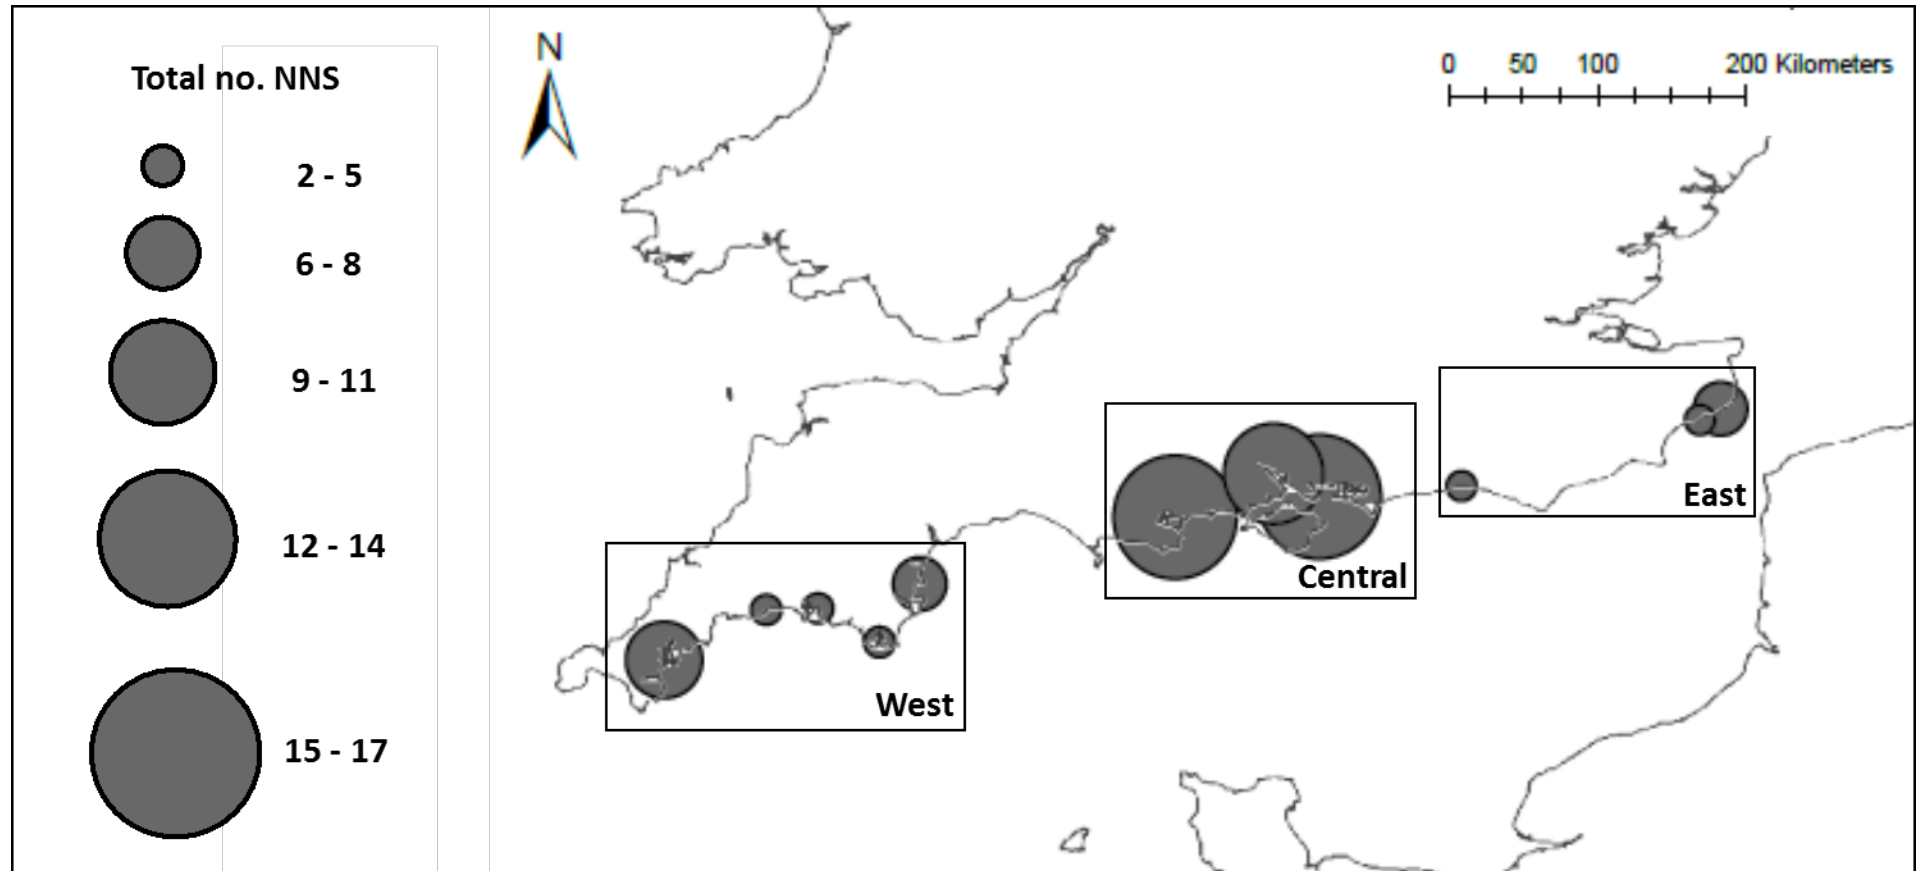 Total no. NNS
2 - 5
6 - 8
9 - 11
12 - 14
15 - 17
N
0 50 100 200 Kilometers
East
Central
West